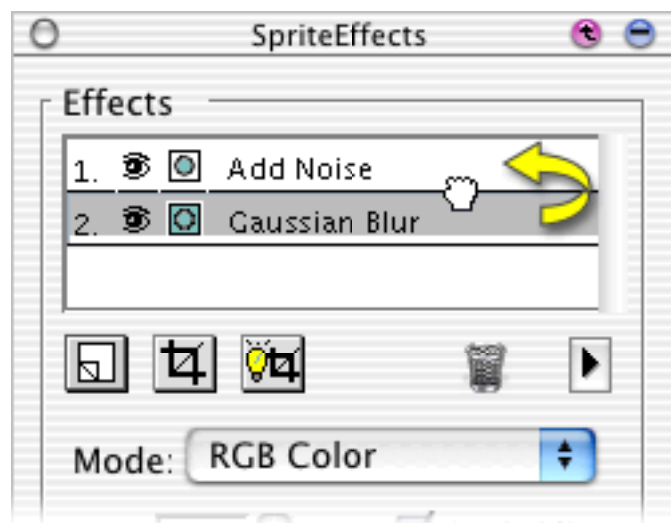 SpriteEffects
Effects
1. Add Noise
2. Gaussian Blur
Mode: RGB Color